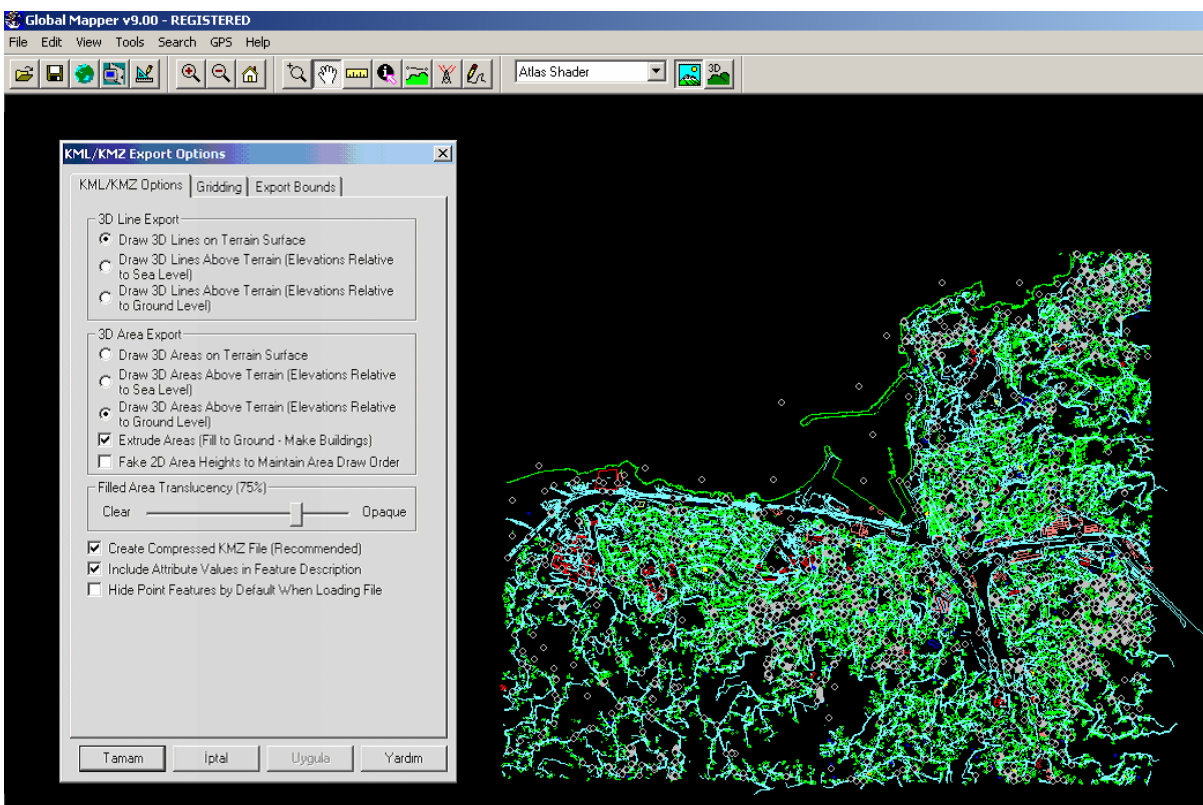 Global Mapper v9.00 - REGISTERED
File Edit View Tools Search GPS Help
Atlas Shader
3D
KML/KMZ Export Options
KML/KMZ Options Gridding Export Bounds
3D Line Export
Draw 3D Lines on Terrain Surface
Draw 3D Lines Above Terrain (Elevations Relative
to Sea Level)
Draw 3D Lines Above Terrain (Elevations Relative
to Ground Level)
3D Area Export
Draw 3D Areas on Terrain Surface
Draw 3D Areas Above Terrain (Elevations Relative
to Sea Level)
Draw 3D Areas Above Terrain (Elevations Relative
to Ground Level)
Extrude Areas (Fill to Ground - Make Buildings)
Fake 2D Area Heights to Maintain Area Draw Order
Filled Area Translucency (75%)
Clear Opaque
Create Compressed KMZ File (Recommended)
Include Attribute Values in Feature Description
Hide Point Features by Default When Loading File
Tamam İptal Uygula Yardım